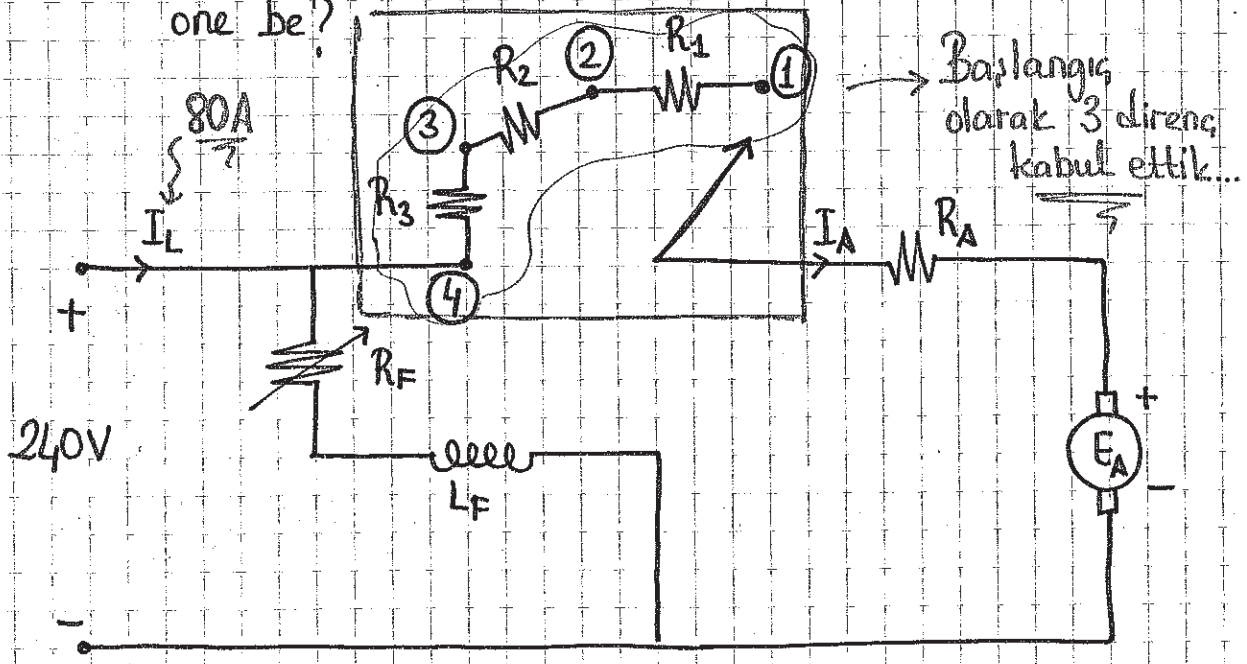 one be?
R1
2
R2
1
Başlangıç
olarak 3 direnç
kabul ettik...
80A
3
R3
IL
IA
RA
4
+
RF
240V
LF
+
EA
-
-